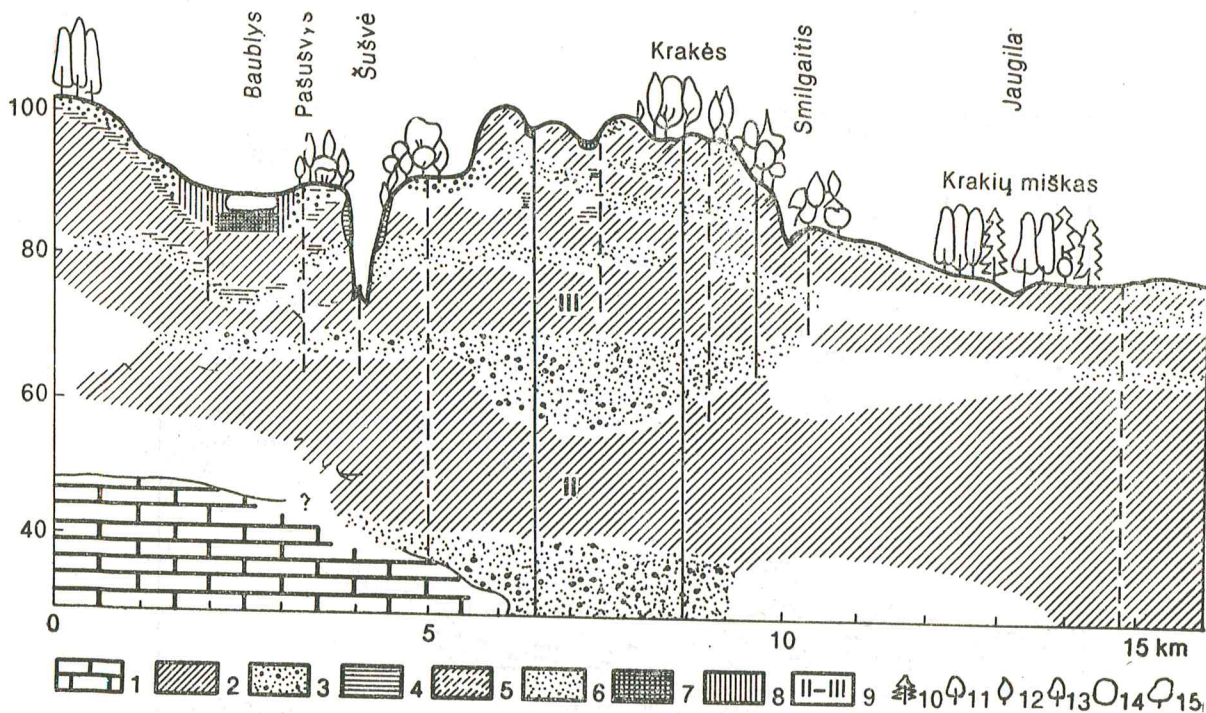 Baublys
Pašušvys
Šušvė
Krakės
Smilgaitis
Jaugila
Krakių miškas
100
80
60
40
III
II
?
0 5 10 15 km
1 2 3 4 5 6 7 8 II–III 9 10 11 12 13 14 15